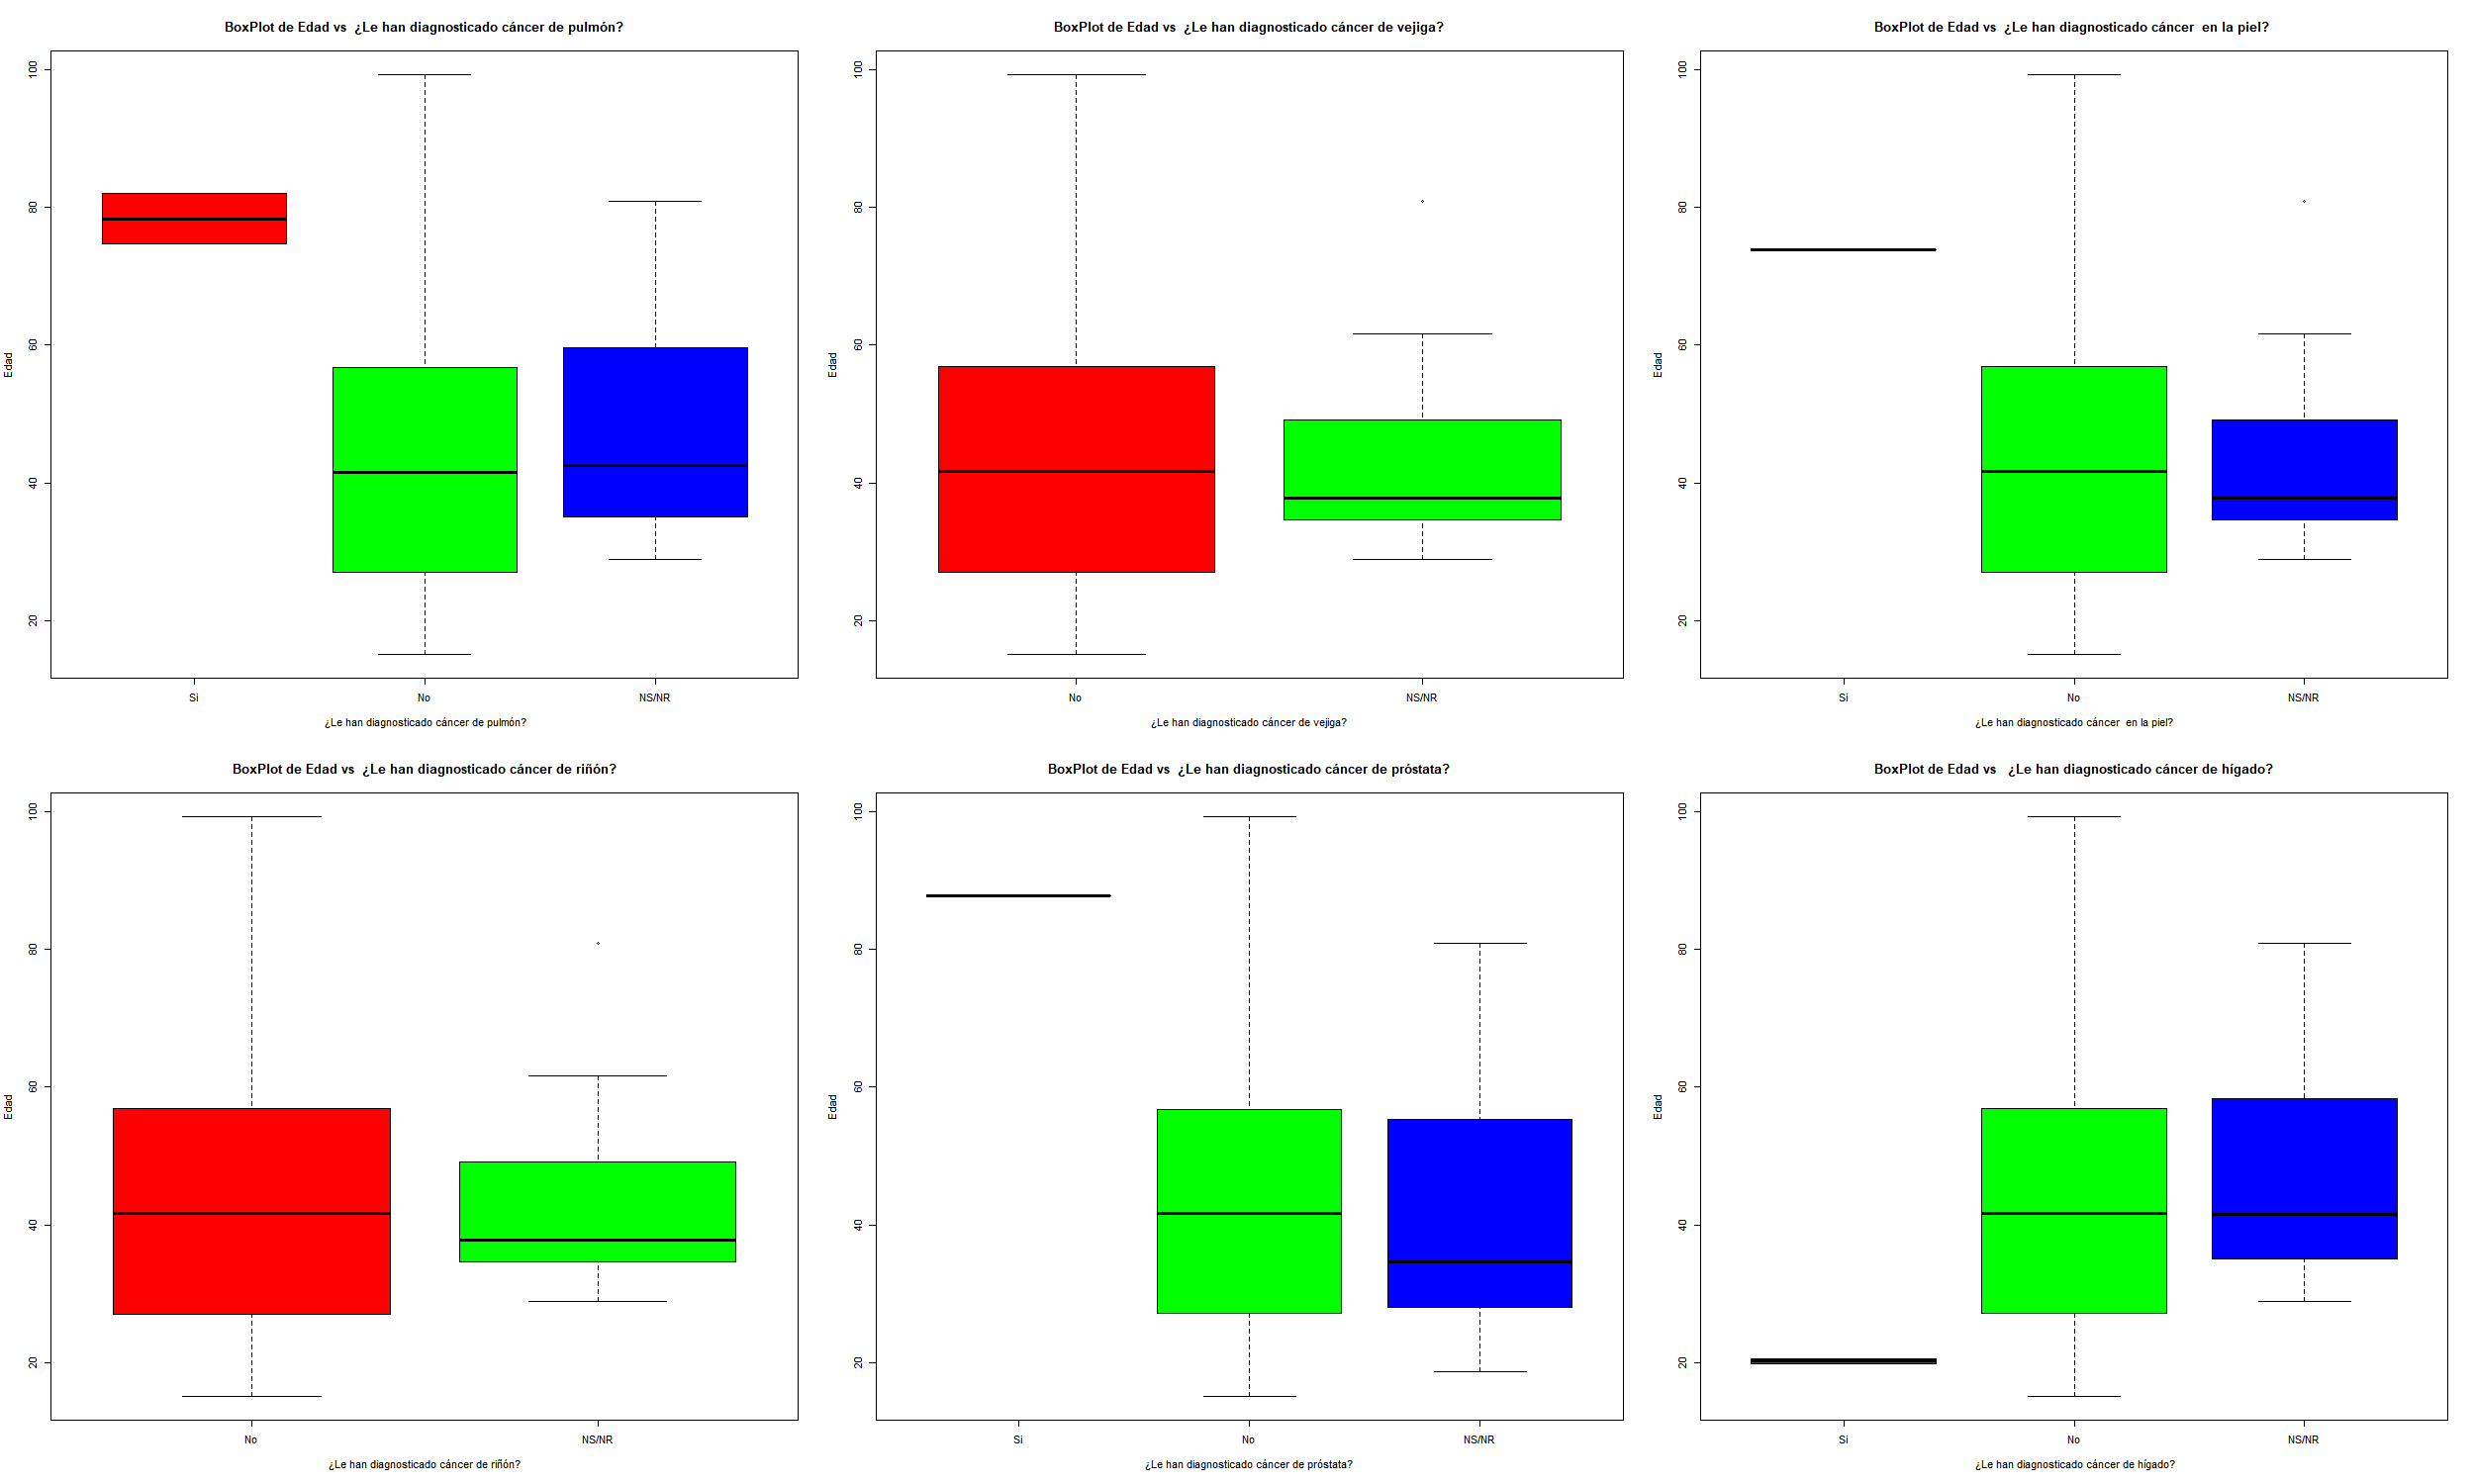 BoxPlot de Edad vs  ¿Le han diagnosticado cáncer de pulmón?
100
80
60
40
20
Edad
Si No NS/NR
¿Le han diagnosticado cáncer de pulmón?
BoxPlot de Edad vs  ¿Le han diagnosticado cáncer de vejiga?
100
80
60
40
20
Edad
No NS/NR
¿Le han diagnosticado cáncer de vejiga?
BoxPlot de Edad vs  ¿Le han diagnosticado cáncer  en la piel?
100
80
60
40
20
Edad
Si No NS/NR
¿Le han diagnosticado cáncer  en la piel?
BoxPlot de Edad vs  ¿Le han diagnosticado cáncer de riñón?
100
80
60
40
20
Edad
No NS/NR
¿Le han diagnosticado cáncer de riñón?
BoxPlot de Edad vs  ¿Le han diagnosticado cáncer de próstata?
100
80
60
40
20
Edad
Si No NS/NR
¿Le han diagnosticado cáncer de próstata?
BoxPlot de Edad vs   ¿Le han diagnosticado cáncer de hígado?
100
80
60
40
20
Edad
Si No NS/NR
¿Le han diagnosticado cáncer de hígado?